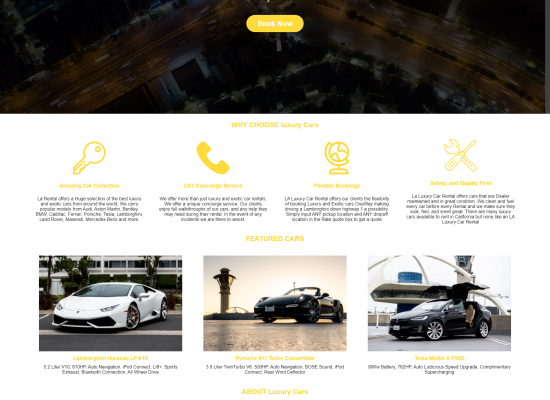 Book Now
WHY CHOOSE luxury Cars
Amazing Car Collection
La Rental offers a Huge selection of the best luxury
and exotic cars from around the world. We carry
popular models from Audi, Aston Martin, Bentley,
BMW, Cadillac, Ferrari, Porsche, Tesla, Lamborghini,
Land Rover, Maserati, Mercedes Benz and more.
24/7 Concierge Service
We offer more than just luxury and exotic car rentals.
We offer a unique concierge service. Our clients
enjoy full walkthroughs of our cars, and any help they
may need during their rental. In the event of any
incidents we are there to assist.
Flexible Bookings
LA Luxury Car Rental offers our clients the flexibility
of booking Luxury and Exotic cars OneWay making
driving a Lamborghini down highway 1 a possibility.
Simply input ANY pickup location and ANY dropoff
location in the Rate quote box to get a quote.
Safety, and Quality First
La Luxury Car Rental offers cars that are Dealer
maintained and in great condition. We clean and fuel
every car before every Rental and we make sure they
look, feel, and smell great. There are many luxury
cars available to rent in California but none like an LA
Luxury Car Rental
FEATURED CARS
Lamborghini Huracan LP-610
5.2 Liter V10, 610HP, Auto Navigation, iPod Connect, Lift+, Sports
Exhaust, Bluetooth Connection, All Wheel Drive
Porsche 911 Turbo Convertible
3.8 Liter TwinTurbo V6, 500HP, Auto Navigation, BOSE Sound, iPod
Connect, Rear Wind Deflector
Tesla Model X P90D
90Kw Battery, 762HP, Auto Ludicrous Speed Upgrade, Complimentary
Supercharging
ABOUT Luxury Cars